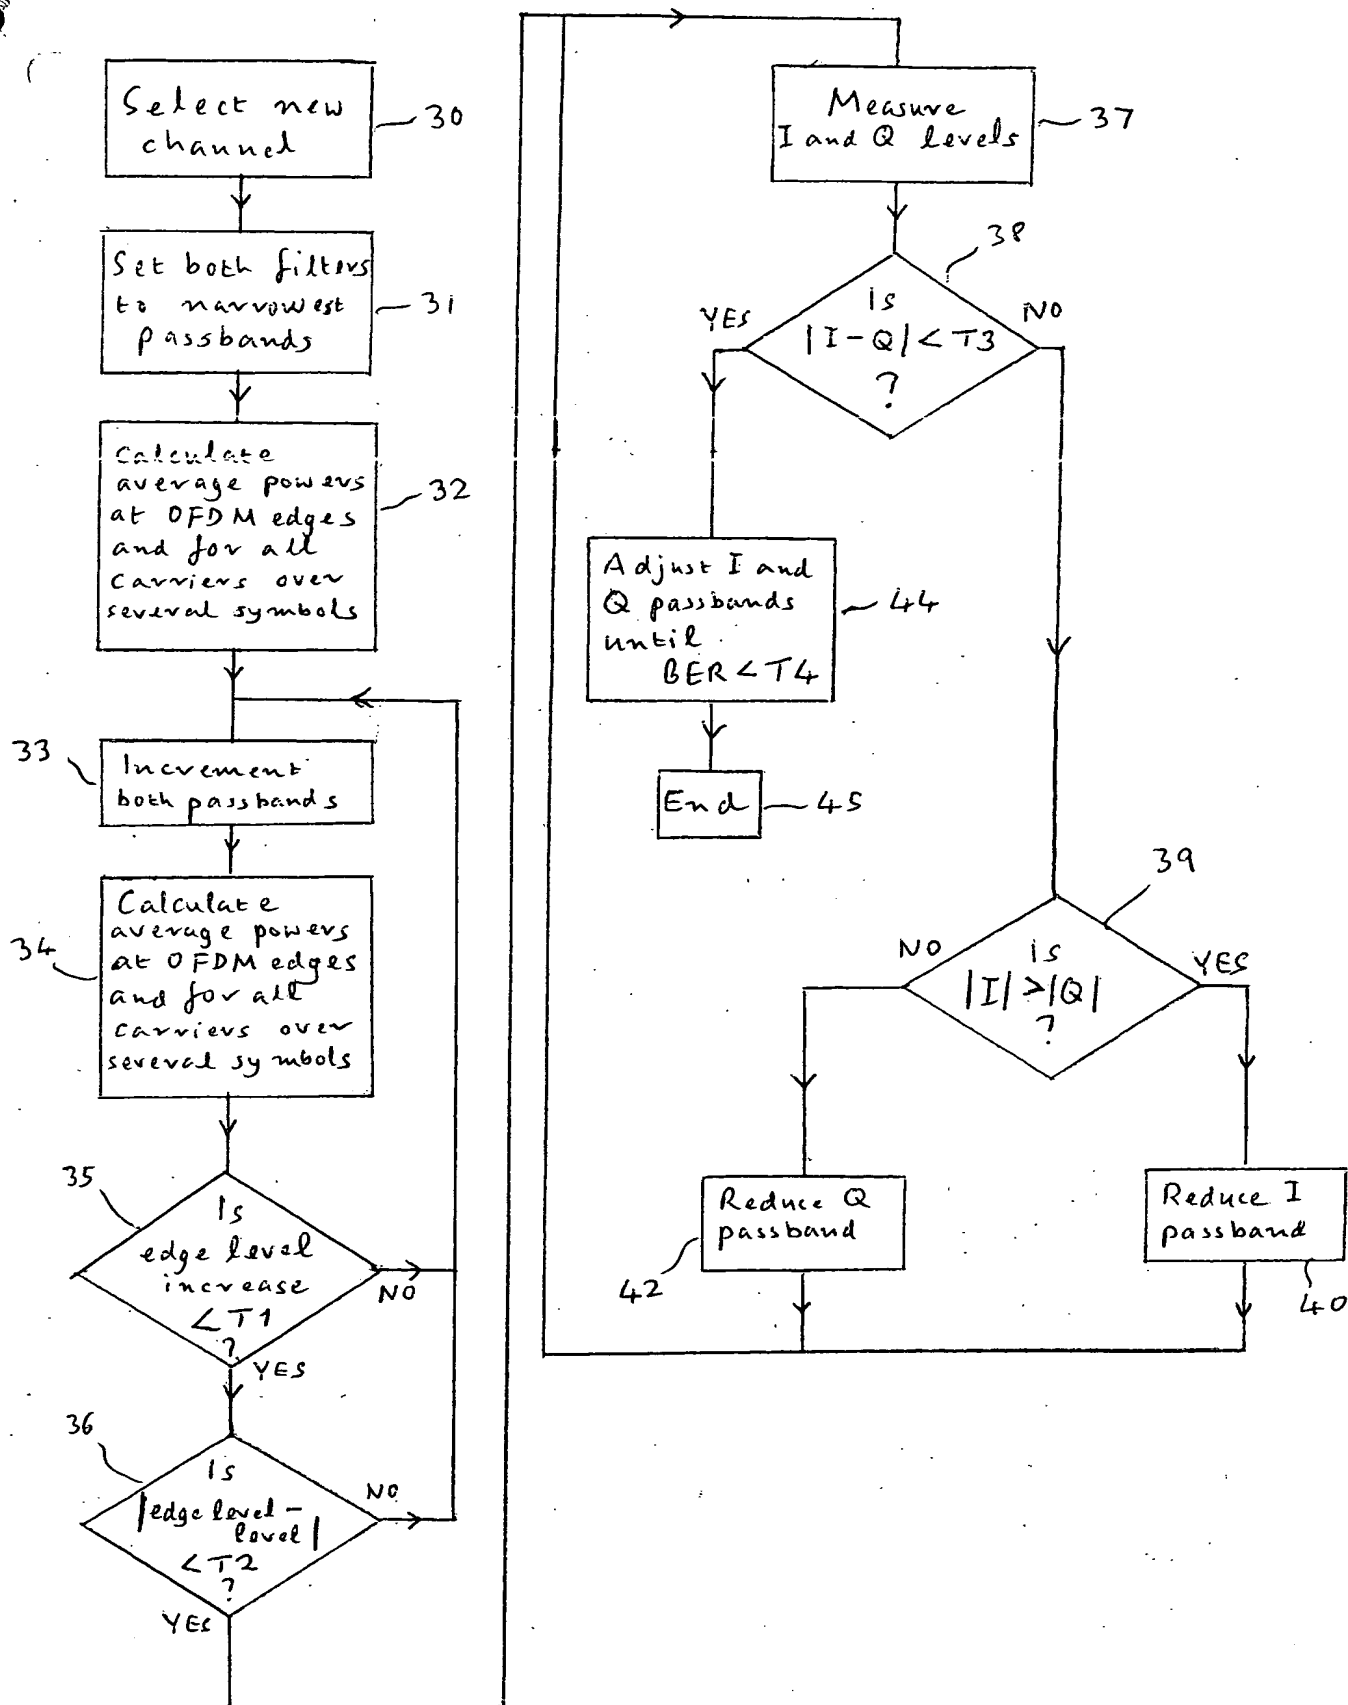 Select new
channel
30
Set both filters
to narrowest
passbands
31
Calculate
average powers
at OFDM edges
and for all
carriers over
several symbols
32
33
Increment
both passbands
34
Calculate
average powers
at OFDM edges
and for all
carriers over
several symbols
35
Is
edge level
increase
<T1
?
NO
YES
36
Is
|edge level-
level|
<T2
?
NO
YES
Measure
I and Q levels
37
38
Is
|I-Q|<T3
?
YES
NO
Adjust I and
Q passbands
until
BER<T4
44
End
45
39
is
|I|>|Q|
?
NO
YES
Reduce Q
passband
42
Reduce I
passband
40